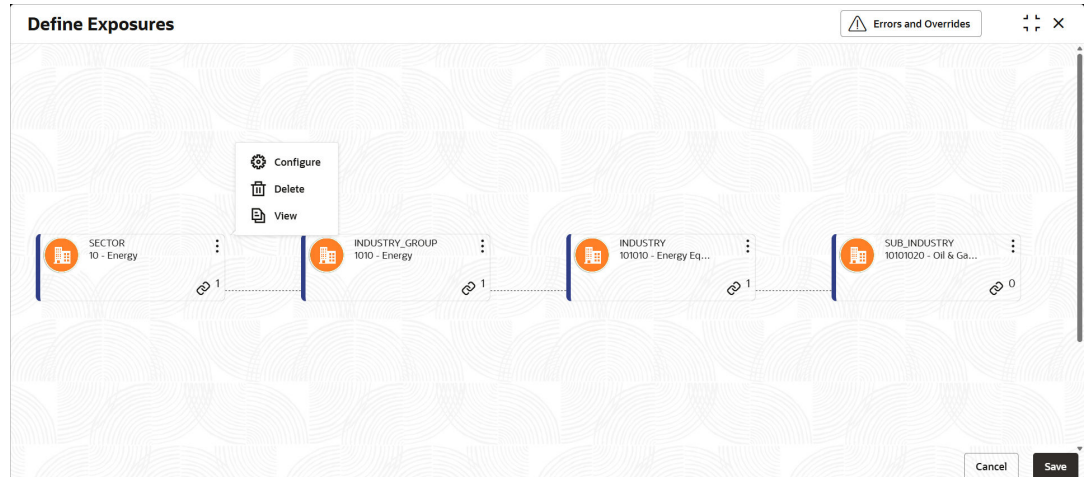 Define Exposures
Errors and Overrides
Configure
Delete
View
SECTOR
10 - Energy
1
INDUSTRY_GROUP
1010 - Energy
1
INDUSTRY
101010 - Energy Eq...
1
SUB_INDUSTRY
10101020 - Oil & Ga...
0
Cancel
Save